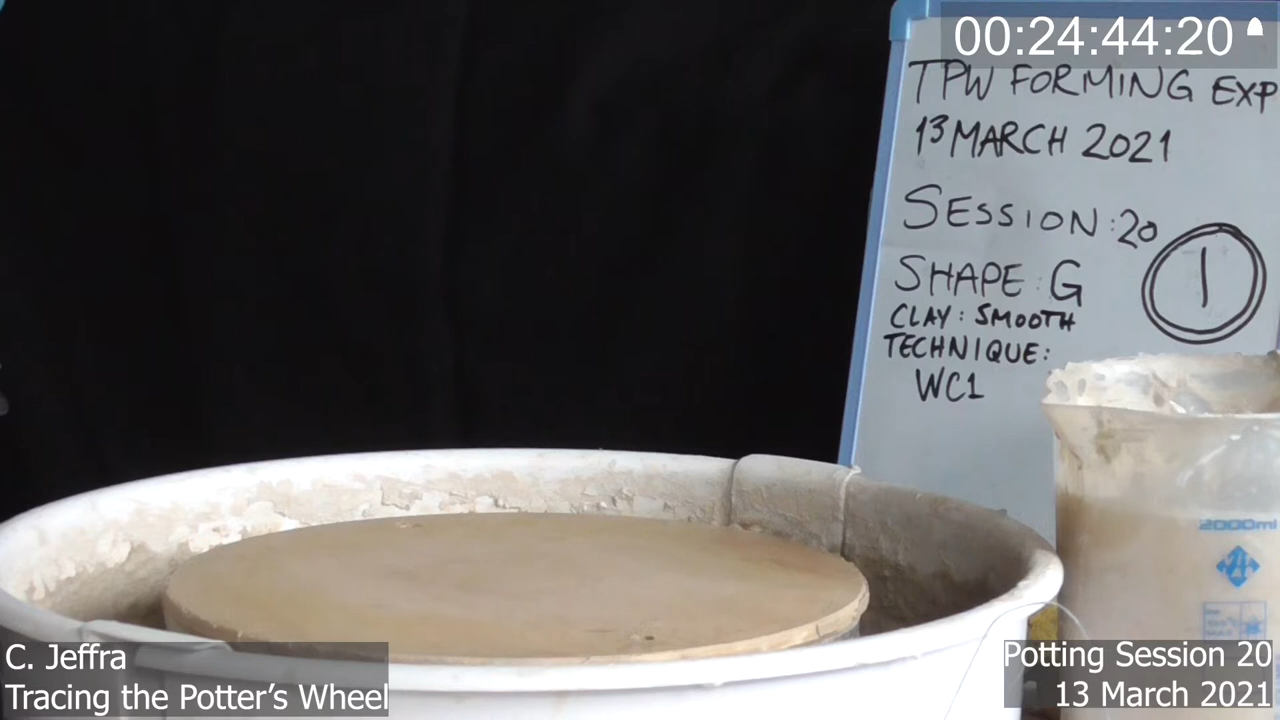 00:24:44:20
TPW FORMING EXP
13 MARCH 2021
SESSION: 20
1
SHAPE: G
CLAY: SMOOTH
TECHNIQUE:
WC1
2000ml
C. Jeffra
Tracing the Potter's Wheel
Potting Session 20
13 March 2021